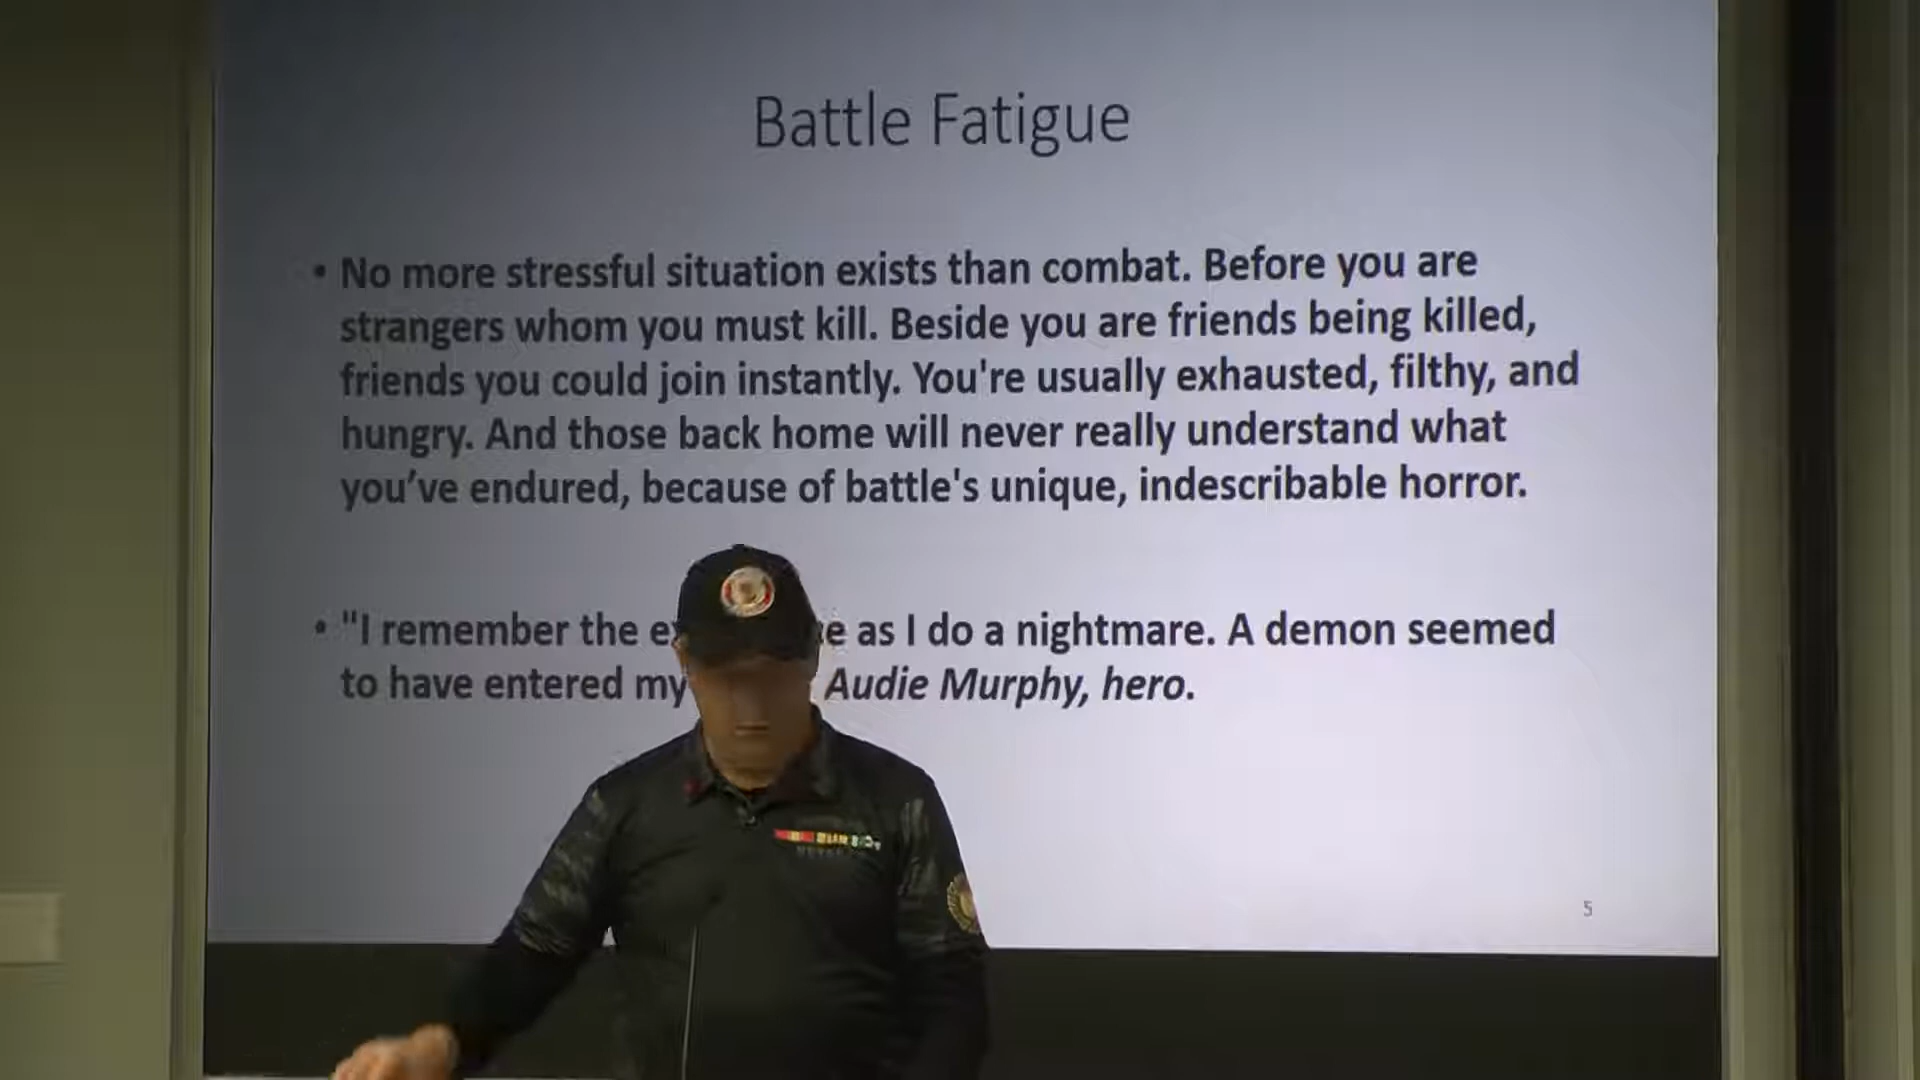 Battle Fatigue
• No more stressful situation exists than combat. Before you are
strangers whom you must kill. Beside you are friends being killed,
friends you could join instantly. You're usually exhausted, filthy, and
hungry. And those back home will never really understand what
you’ve endured, because of battle's unique, indescribable horror.
• "I remember the e as I do a nightmare. A demon seemed
to have entered my Audie Murphy, hero.
5